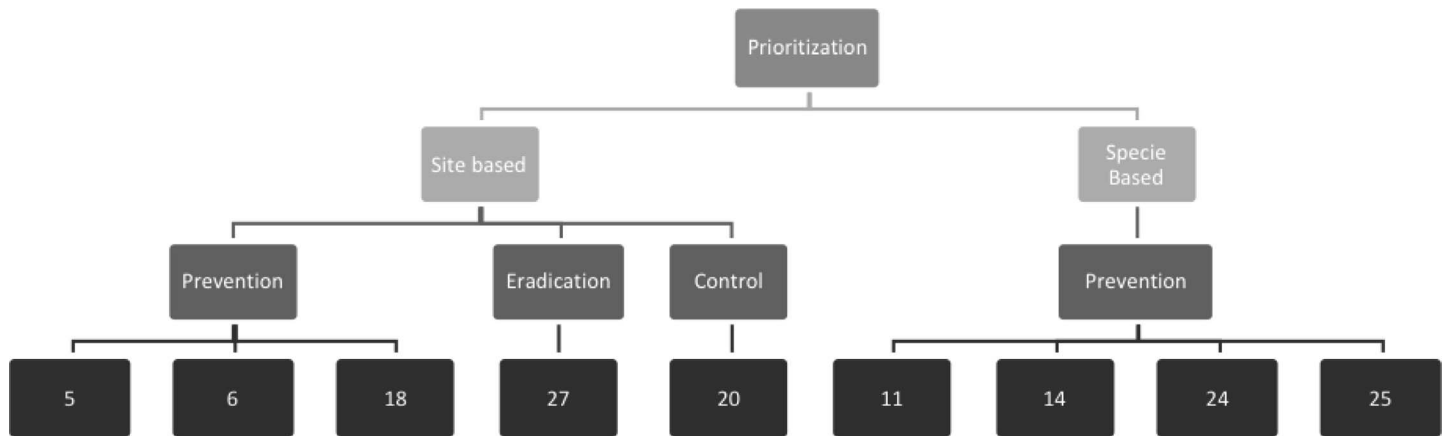 Prioritization
Site based
Specie
Based
Prevention
Eradication
Control
Prevention
5
6
18
27
20
11
14
24
25